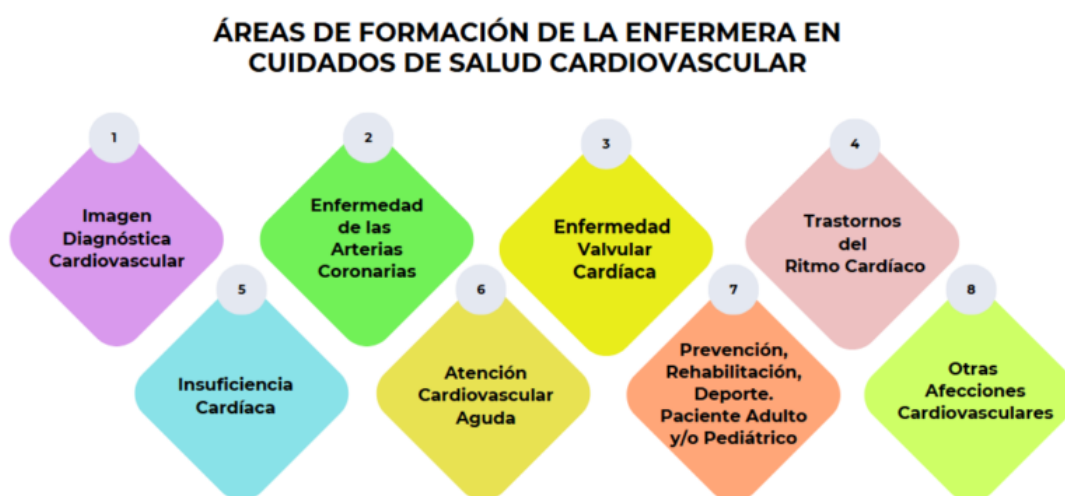 ÁREAS DE FORMACIÓN DE LA ENFERMERA EN
CUIDADOS DE SALUD CARDIOVASCULAR
1
Imagen
Diagnóstica
Cardiovascular
2
Enfermedad
de las
Arterias
Coronarias
3
Enfermedad
Valvular
Cardíaca
4
Trastornos
del
Ritmo Cardíaco
5
Insuficiencia
Cardíaca
6
Atención
Cardiovascular
Aguda
7
Prevención,
Rehabilitación,
Deporte.
Paciente Adulto
y/o Pediátrico
8
Otras
Afecciones
Cardiovasculares